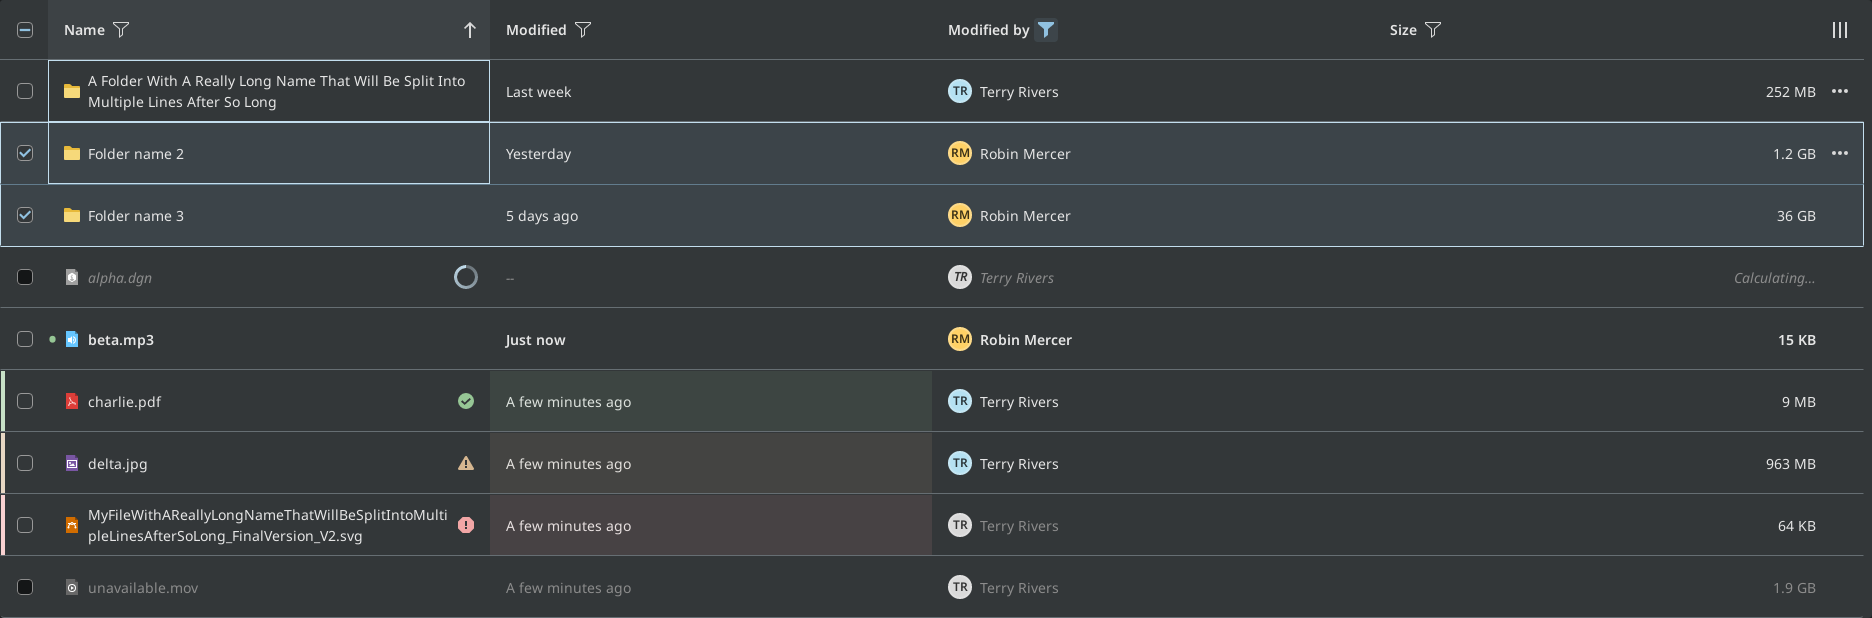 Name
Modified
Modified by
Size
A Folder With A Really Long Name That Will Be Split Into
Multiple Lines After So Long
Last week
TR
Terry Rivers
252 MB
Folder name 2
Yesterday
RM
Robin Mercer
1.2 GB
Folder name 3
5 days ago
RM
Robin Mercer
36 GB
alpha.dgn
--
TR
Terry Rivers
Calculating...
beta.mp3
Just now
RM
Robin Mercer
15 KB
charlie.pdf
A few minutes ago
TR
Terry Rivers
9 MB
delta.jpg
A few minutes ago
TR
Terry Rivers
963 MB
MyFileWithAReallyLongNameThatWillBeSplitIntoMulti
pleLinesAfterSoLong_FinalVersion_V2.svg
A few minutes ago
TR
Terry Rivers
64 KB
unavailable.mov
A few minutes ago
TR
Terry Rivers
1.9 GB